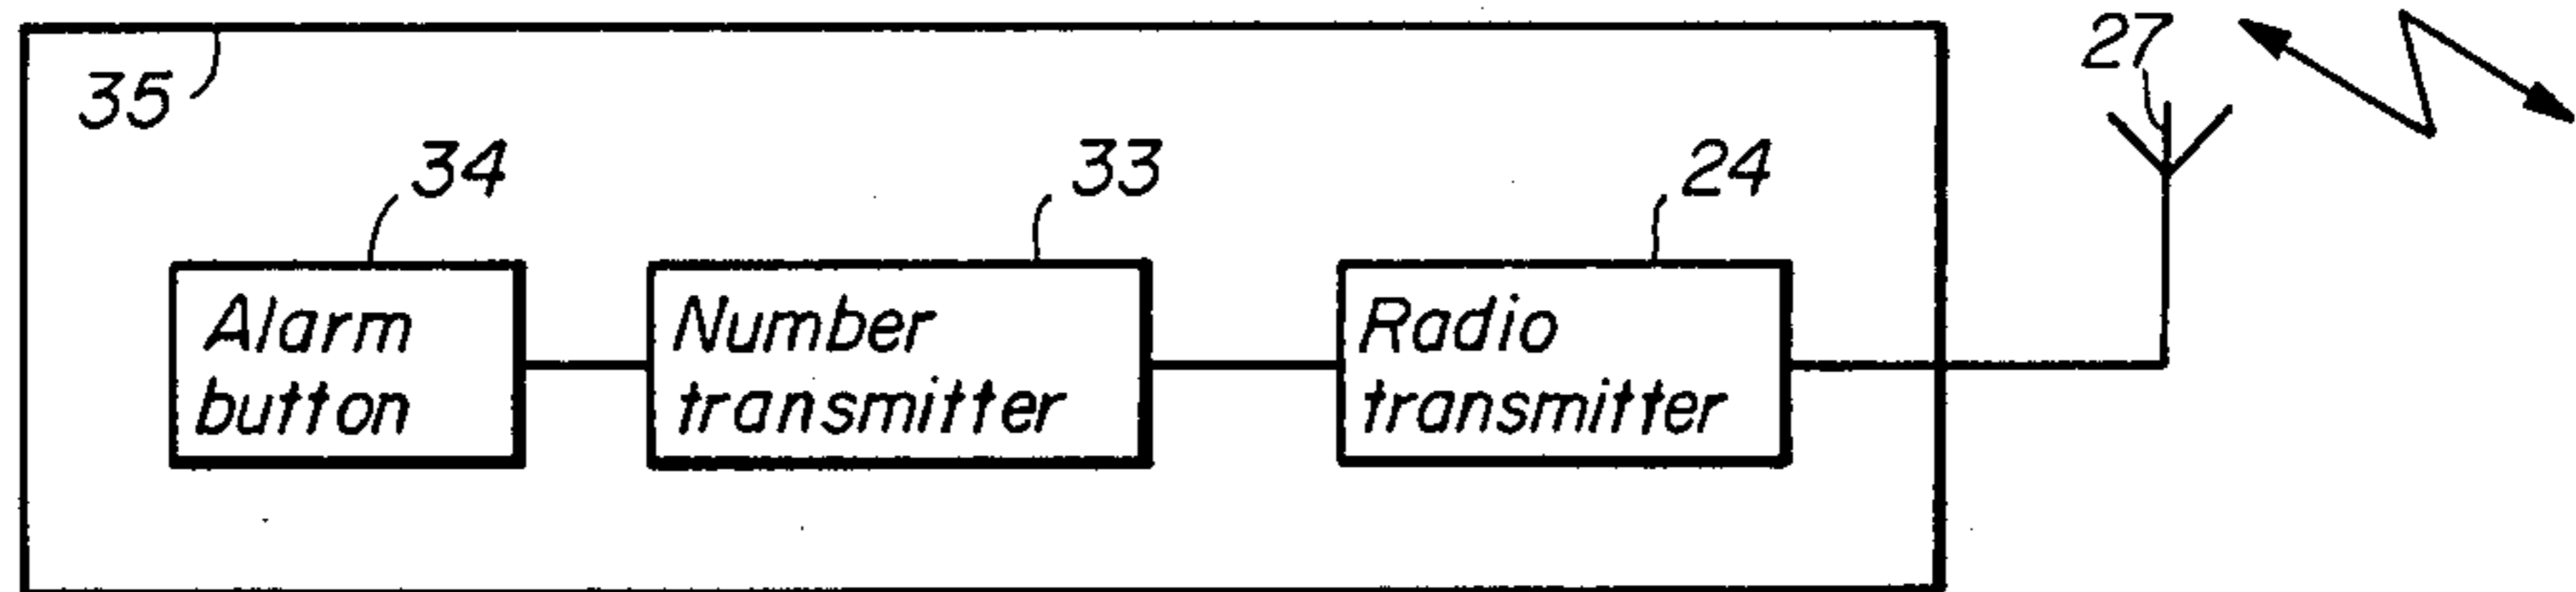 27
35
34
33
24
Alarm
button
Number
transmitter
Radio
transmitter